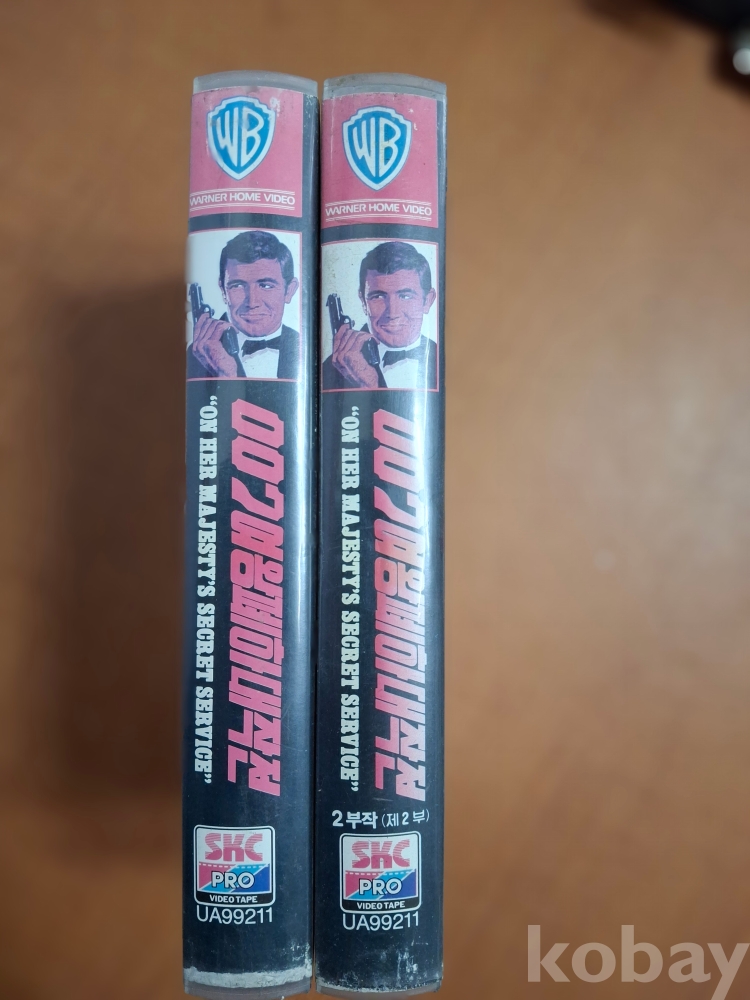 WB
WARNER HOME VIDEO
007여왕폐하대작전
"ON HER MAJESTY'S SECRET SERVICE"
SKC
PRO
VIDEO TAPE
UA99211
WB
WARNER HOME VIDEO
007여왕폐하대작전
"ON HER MAJESTY'S SECRET SERVICE"
2부작(제2부)
SKC
PRO
VIDEO TAPE
UA99211
kobay